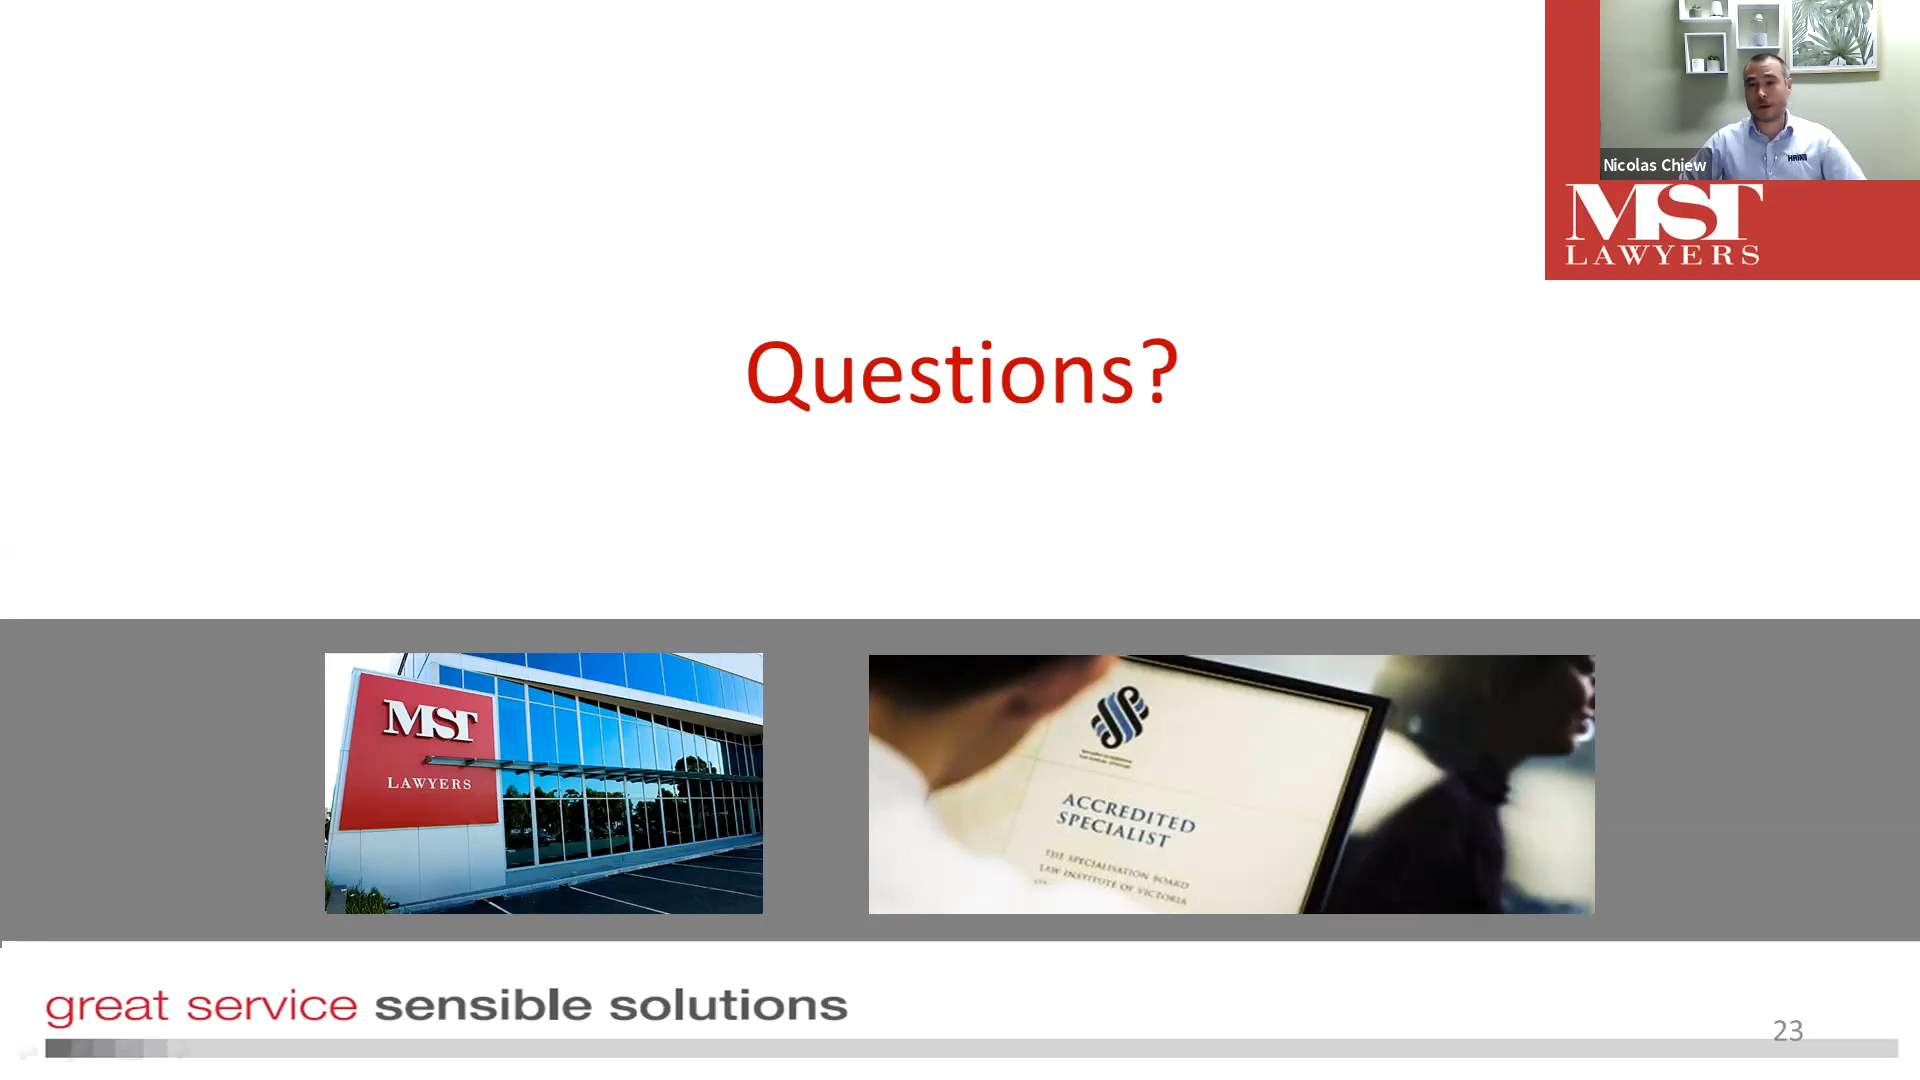 Nicolas Chiew
MST
LAWYERS
Questions?
MST
LAWYERS
ACCREDITED
SPECIALIST
THE SPECIALISATION BOARD
LAW INSTITUTE OF VICTORIA
great service sensible solutions
23